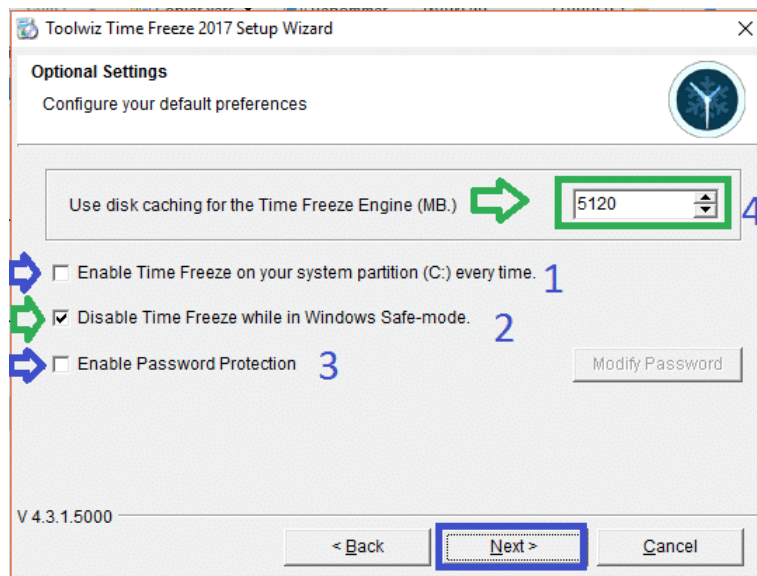 Toolwiz Time Freeze 2017 Setup Wizard
Optional Settings
Configure your default preferences
Use disk caching for the Time Freeze Engine (MB.) 5120 4
Enable Time Freeze on your system partition (C:) every time. 1
Disable Time Freeze while in Windows Safe-mode. 2
Enable Password Protection 3 Modify Password
V 4.3.1.5000
< Back Next > Cancel